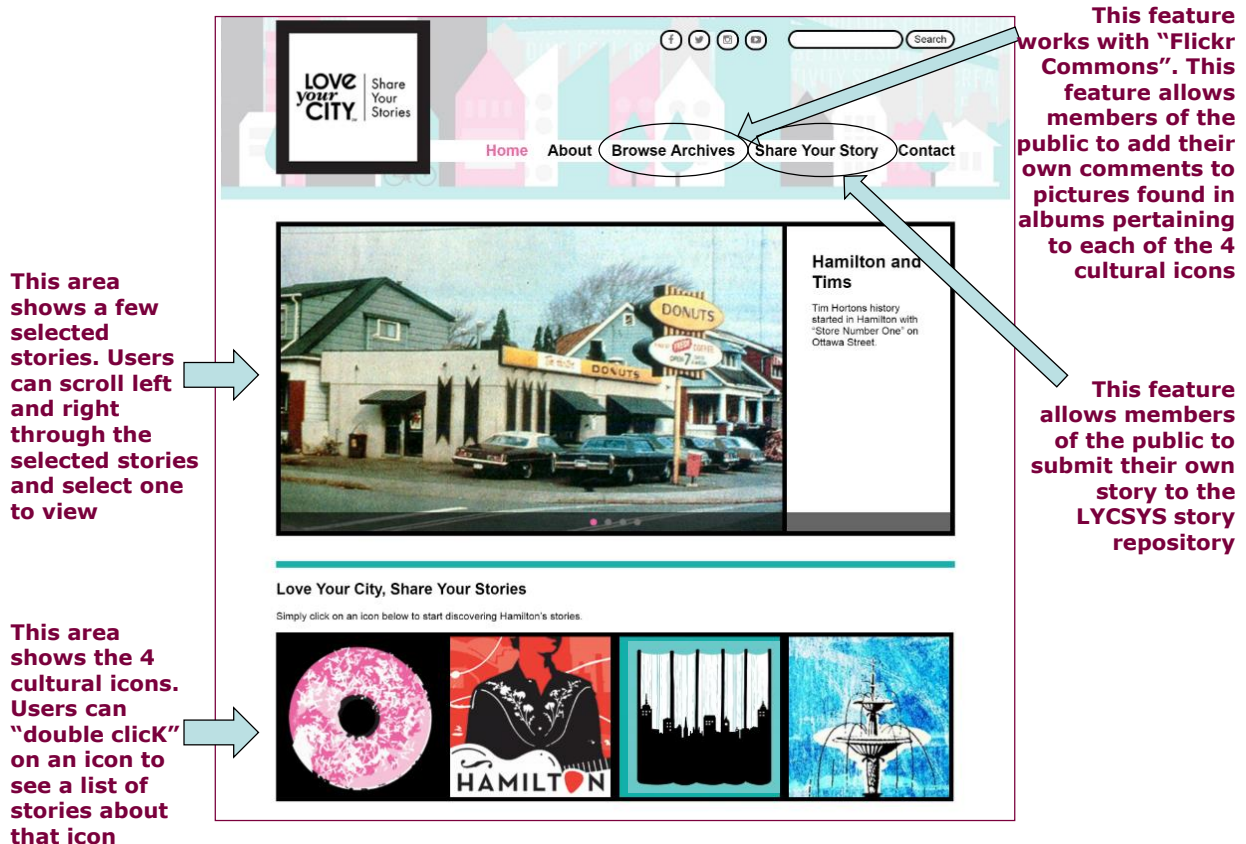 LOVE
your
CITY
Share
Your
Stories
Search
Home About Browse Archives Share Your Story Contact
This feature
works with “Flickr
Commons”. This
feature allows
members of the
public to add their
own comments to
pictures found in
albums pertaining
to each of the 4
cultural icons
This area
shows a few
selected
stories. Users
can scroll left
and right
through the
selected stories
and select one
to view
DONUTS
FRESH COFFEE
OPEN 7
DONUTS
Hamilton and
Tims
Tim Hortons history
started in Hamilton with
“Store Number One” on
Ottawa Street.
This feature
allows members
of the public to
submit their own
story to the
LYCSYS story
repository
Love Your City, Share Your Stories
Simply click on an icon below to start discovering Hamilton’s stories.
This area
shows the 4
cultural icons.
Users can
“double clicK”
on an icon to
see a list of
stories about
that icon
HAMILTON